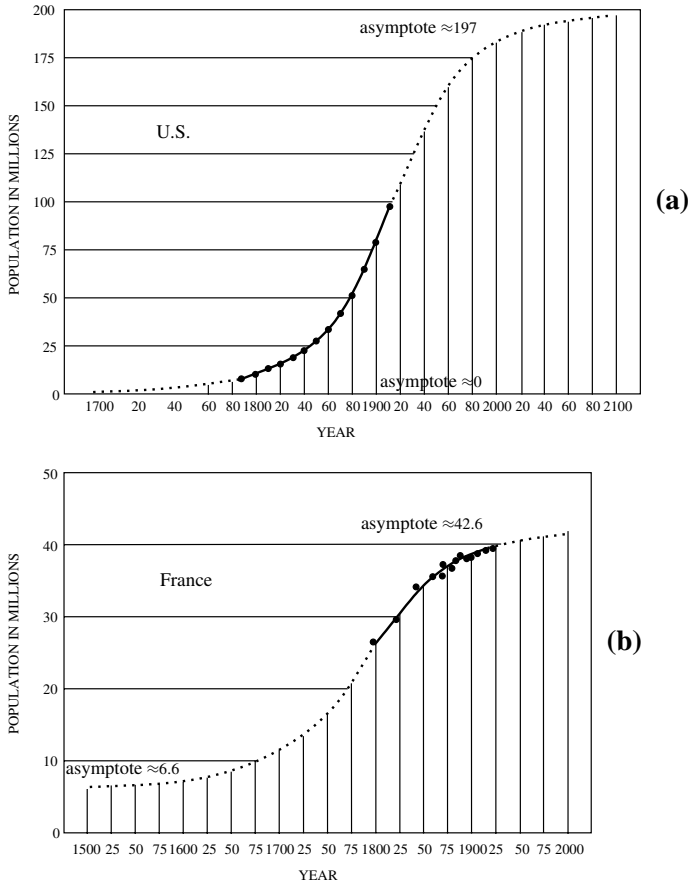 200
asymptote ≈197
175
150
U.S.
125
POPULATION IN MILLIONS
(a)
100
75
50
25
asymptote ≈0
0
1700 20 40 60 80 1800 20 40 60 80 1900 20 40 60 80 2000 20 40 60 80 2100
YEAR
50
asymptote ≈42.6
40
France
POPULATION IN MILLIONS
(b)
30
20
10
asymptote ≈6.6
0
1500 25 50 75 1600 25 50 75 1700 25 50 75 1800 25 50 75 1900 25 50 75 2000
YEAR